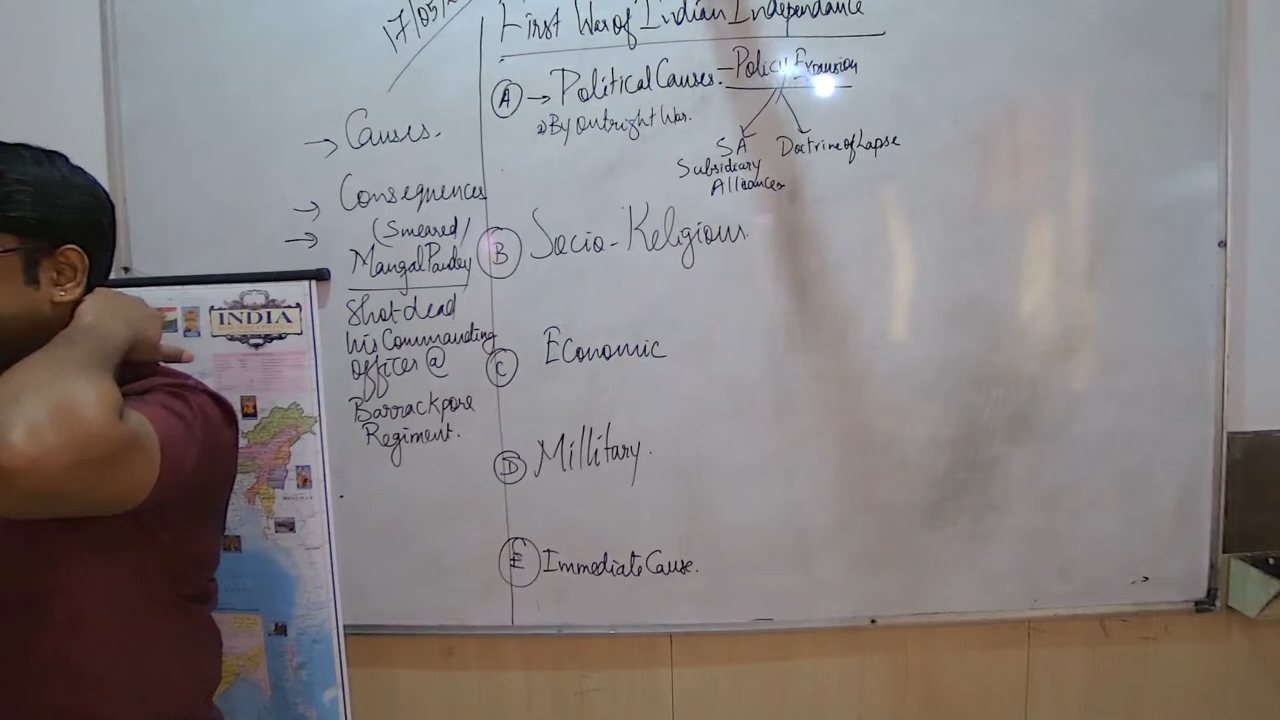 17/05/2
First War of Indian Independance
→ Causes.
→ Consequences
→ (Smeared/
Mangal Pandey
Shot dead
his Commanding
officer @
Barrackpore
Regiment.
A → Political Causes. - Policy Expansion
2) By Outright War.
SA
Subsidiary
Alliances
Doctrine of Lapse
B Socio-Religious
C Economic
D Millitary.
E Immediate Cause.
INDIA